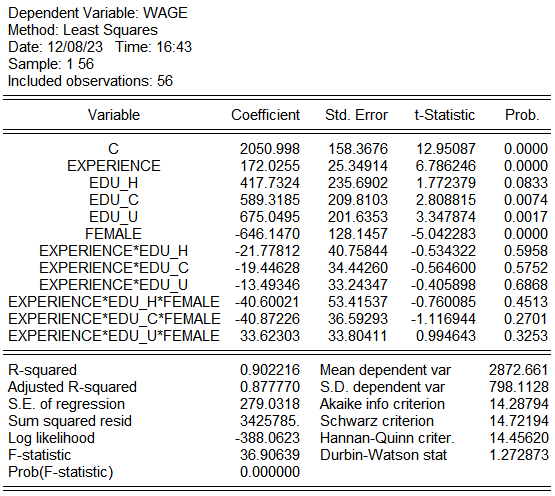 Dependent Variable: WAGE
Method: Least Squares
Date: 12/08/23 Time: 16:43
Sample: 1 56
Included observations: 56
Variable Coefficient Std. Error t-Statistic Prob.
C 2050.998 158.3676 12.95087 0.0000
EXPERIENCE 172.0255 25.34914 6.786246 0.0000
EDU_H 417.7324 235.6902 1.772379 0.0833
EDU_C 589.3185 209.8103 2.808815 0.0074
EDU_U 675.0495 201.6353 3.347874 0.0017
FEMALE -646.1470 128.1457 -5.042283 0.0000
EXPERIENCE*EDU_H -21.77812 40.75844 -0.534322 0.5958
EXPERIENCE*EDU_C -19.44628 34.44260 -0.564600 0.5752
EXPERIENCE*EDU_U -13.49346 33.24347 -0.405898 0.6868
EXPERIENCE*EDU_H*FEMALE -40.60021 53.41537 -0.760085 0.4513
EXPERIENCE*EDU_C*FEMALE -40.87226 36.59293 -1.116944 0.2701
EXPERIENCE*EDU_U*FEMALE 33.62303 33.80411 0.994643 0.3253
R-squared 0.902216 Mean dependent var 2872.661
Adjusted R-squared 0.877770 S.D. dependent var 798.1128
S.E. of regression 279.0318 Akaike info criterion 14.28794
Sum squared resid 3425785. Schwarz criterion 14.72194
Log likelihood -388.0623 Hannan-Quinn criter. 14.45620
F-statistic 36.90639 Durbin-Watson stat 1.272873
Prob(F-statistic) 0.000000